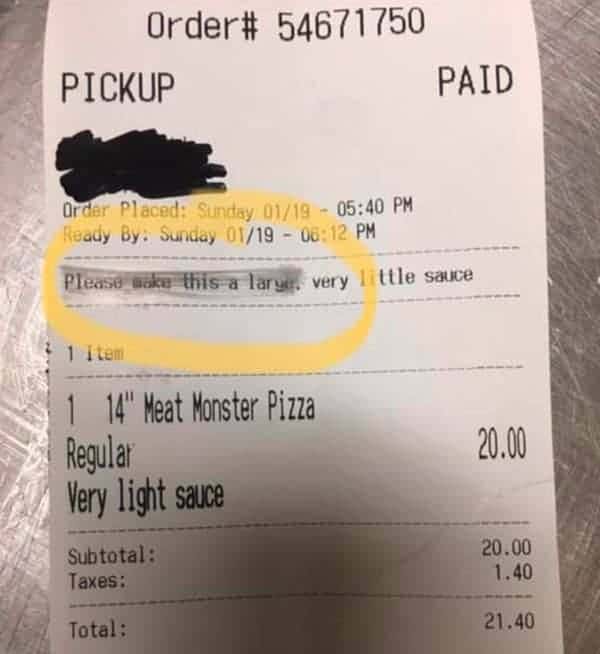 Order# 54671750
PICKUP PAID
Order Placed: Sunday 01/19 - 05:40 PM
Ready By: Sunday 01/19 - 06:12 PM
Please make this a large, very little sauce
1 Item
1 14" Meat Monster Pizza
Regular 20.00
Very light sauce
Subtotal: 20.00
Taxes: 1.40
Total: 21.40